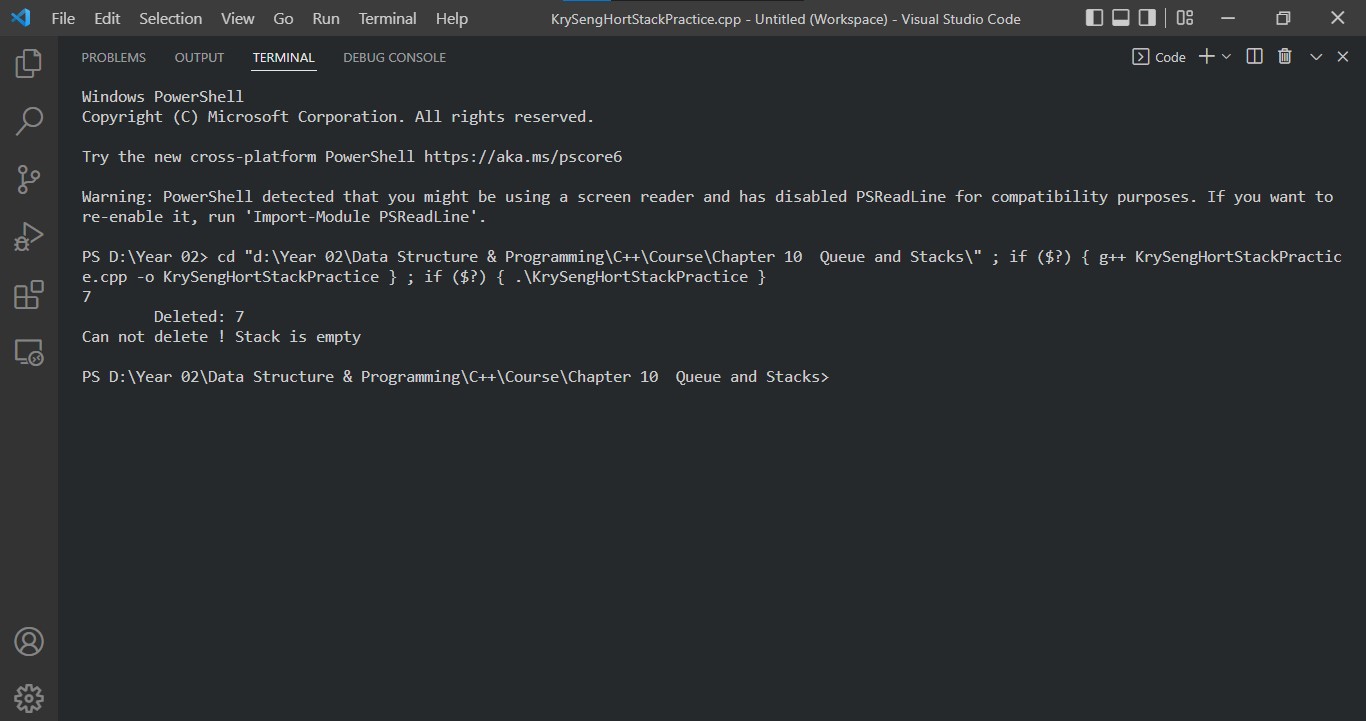 File Edit Selection View Go Run Terminal Help KrySengHortStackPractice.cpp - Untitled (Workspace) - Visual Studio Code
PROBLEMS OUTPUT TERMINAL DEBUG CONSOLE Code
Windows PowerShell
Copyright (C) Microsoft Corporation. All rights reserved.
Try the new cross-platform PowerShell https://aka.ms/pscore6
Warning: PowerShell detected that you might be using a screen reader and has disabled PSReadLine for compatibility purposes. If you want to
re-enable it, run 'Import-Module PSReadLine'.
PS D:\Year 02> cd "d:\Year 02\Data Structure & Programming\C++\Course\Chapter 10  Queue and Stacks\" ; if ($?) { g++ KrySengHortStackPractic
e.cpp -o KrySengHortStackPractice } ; if ($?) { .\KrySengHortStackPractice }
7
        Deleted: 7
Can not delete ! Stack is empty
PS D:\Year 02\Data Structure & Programming\C++\Course\Chapter 10  Queue and Stacks>